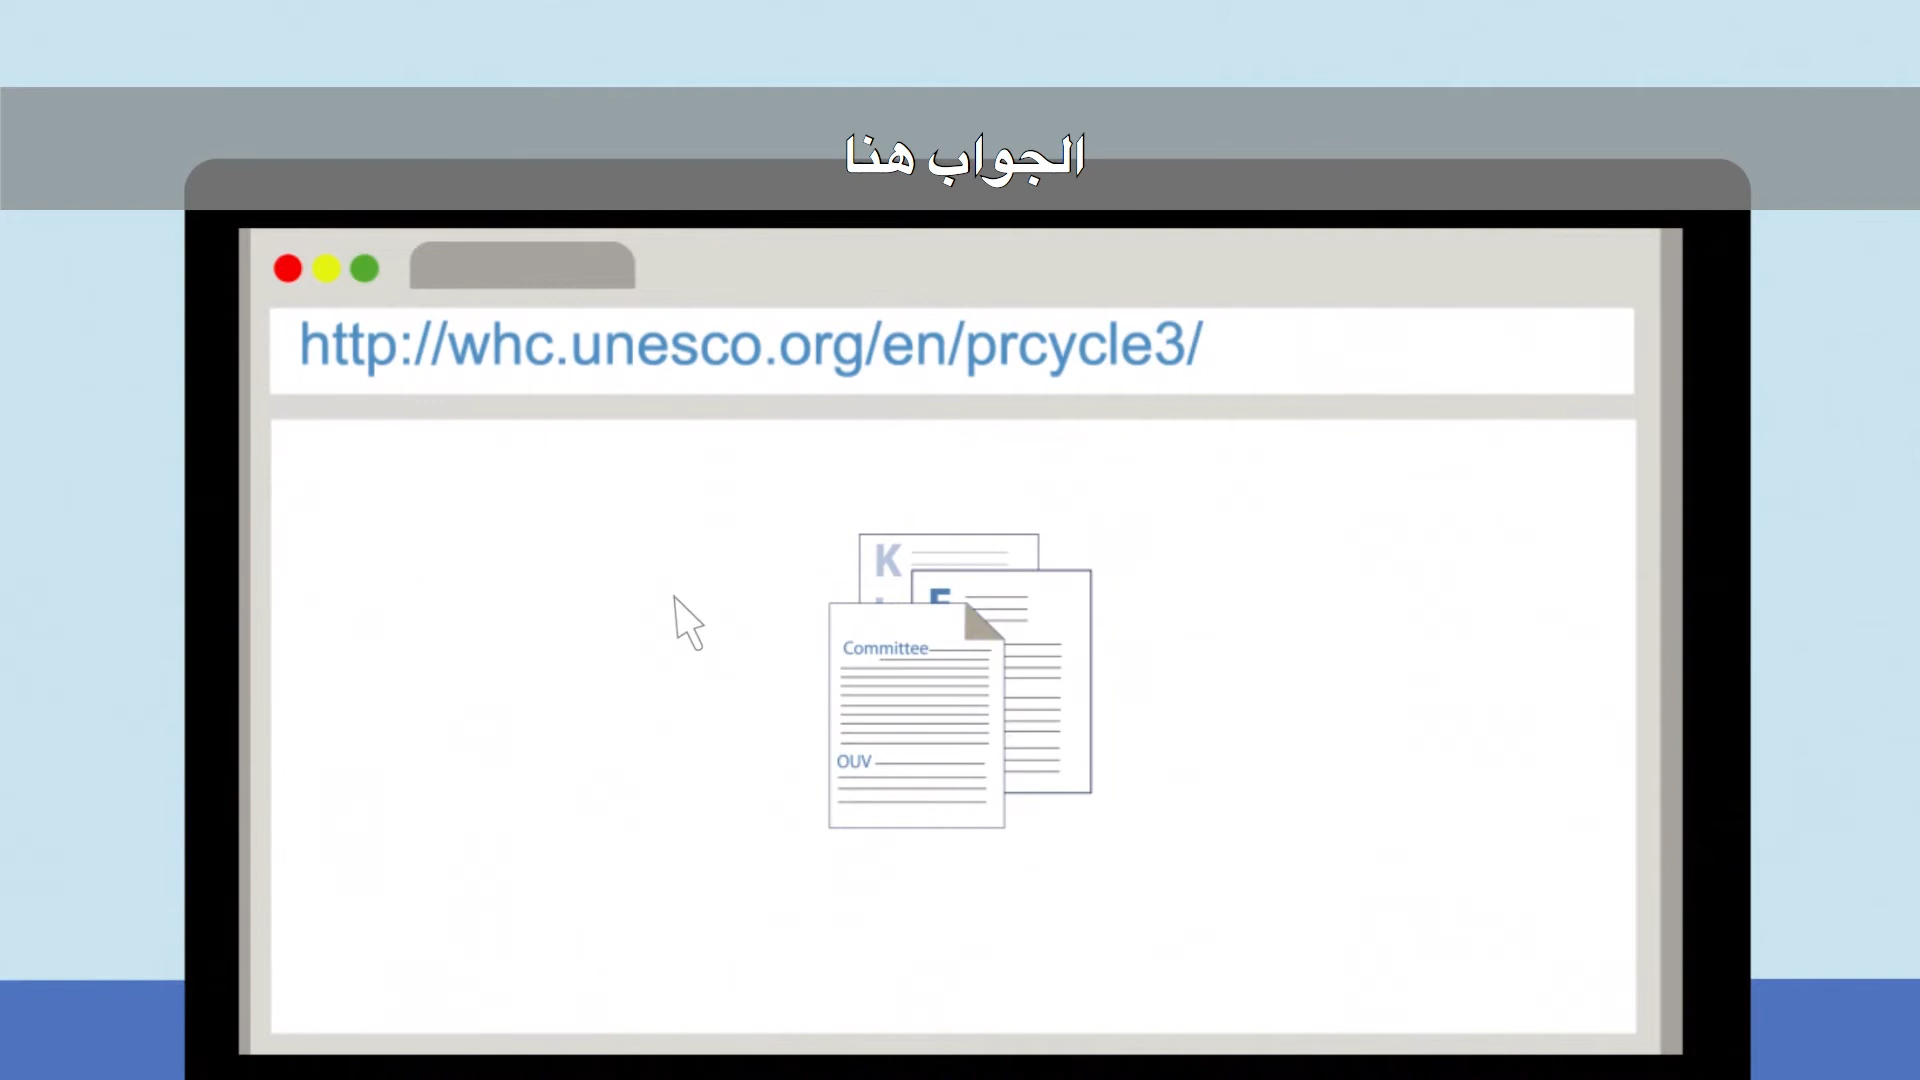 الجواب هنا
http://whc.unesco.org/en/prcycle3/
K
Committee
OUV